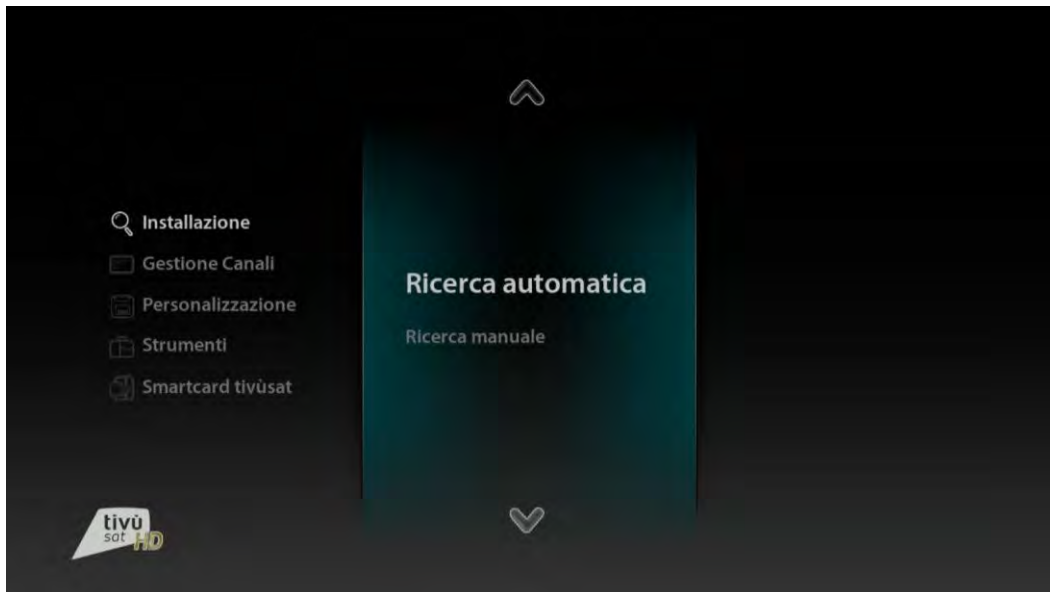 Installazione
Gestione Canali
Personalizzazione
Strumenti
Smartcard tivùsat
Ricerca automatica
Ricerca manuale
tivù
sat HD